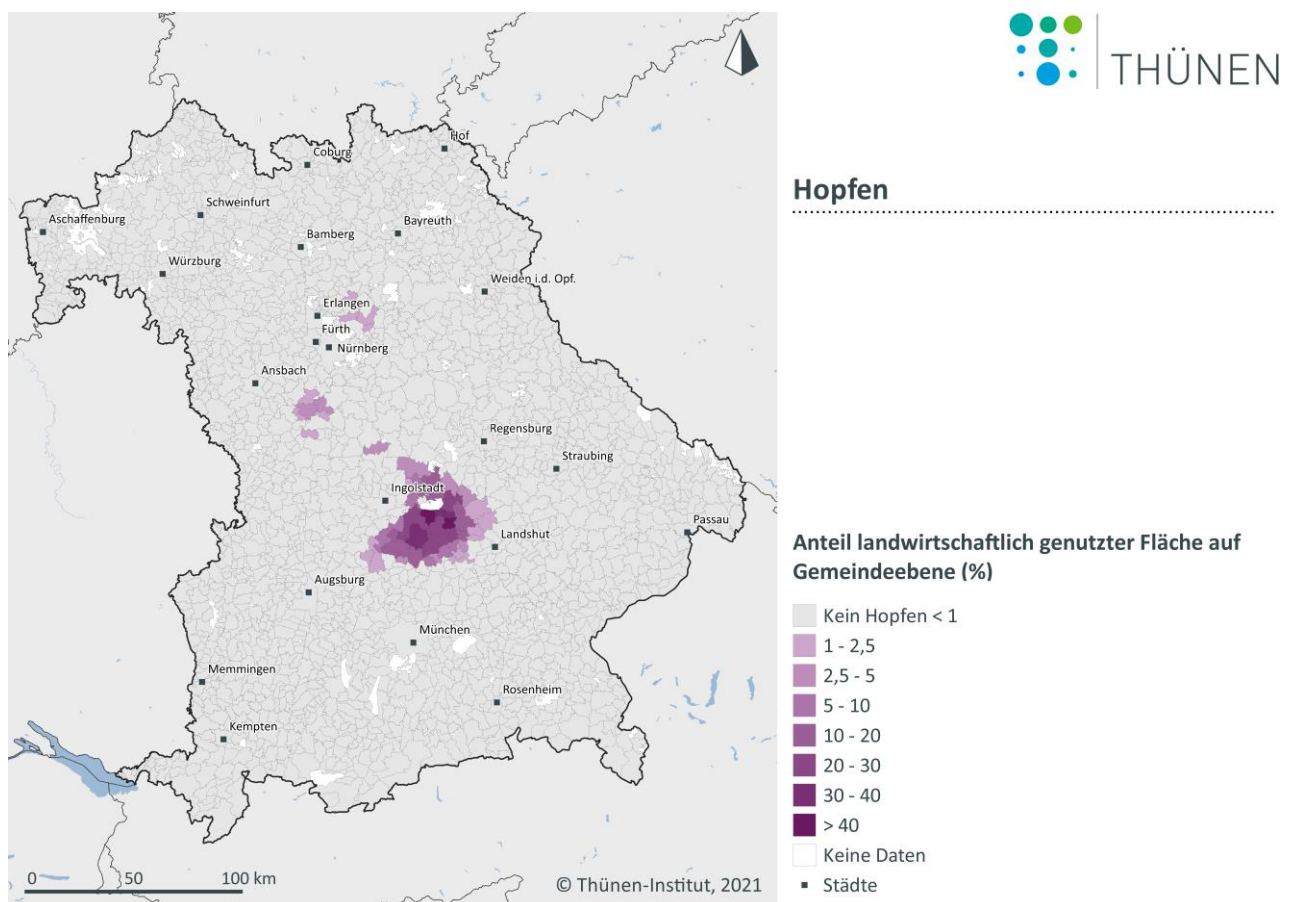 THÜNEN
Hopfen
Hof
Coburg
Schweinfurt
Aschaffenburg
Bayreuth
Bamberg
Würzburg
Weiden i.d. Opf.
Erlangen
Fürth
Nürnberg
Ansbach
Regensburg
Straubing
Ingolstadt
Passau
Landshut
Augsburg
München
Memmingen
Rosenheim
Kempten
Anteil landwirtschaftlich genutzter Fläche auf
Gemeindeebene (%)
Kein Hopfen < 1
1 - 2,5
2,5 - 5
5 - 10
10 - 20
20 - 30
30 - 40
> 40
Keine Daten
Städte
0 50 100 km
© Thünen-Institut, 2021